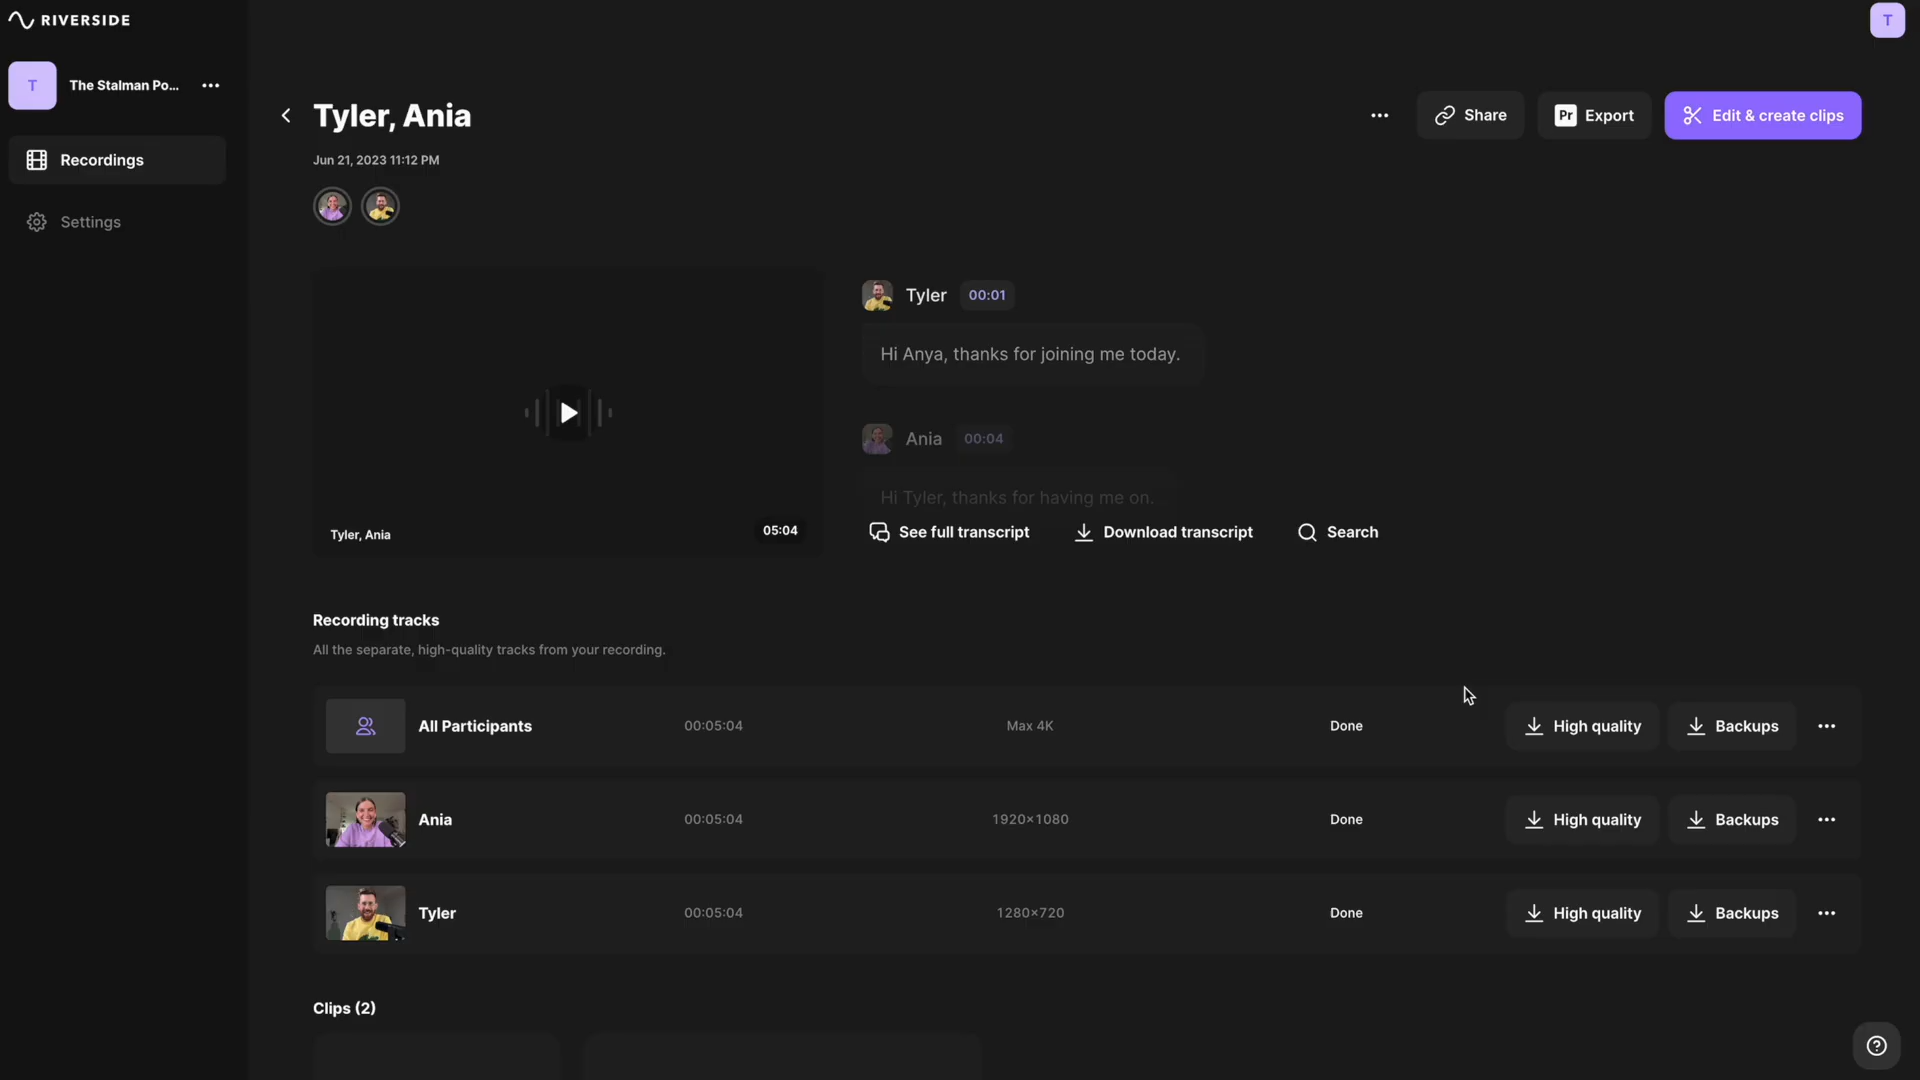 RIVERSIDE
T
T
The Stalman Po...
Recordings
Settings
Tyler, Ania
Share
Pr Export
Edit & create clips
Jun 21, 2023 11:12 PM
Tyler 00:01
Hi Anya, thanks for joining me today.
Ania 00:04
Hi Tyler, thanks for having me on.
Tyler, Ania
05:04
See full transcript
Download transcript
Search
Recording tracks
All the separate, high-quality tracks from your recording.
All Participants 00:05:04 Max 4K Done High quality Backups
Ania 00:05:04 1920×1080 Done High quality Backups
Tyler 00:05:04 1280×720 Done High quality Backups
Clips (2)